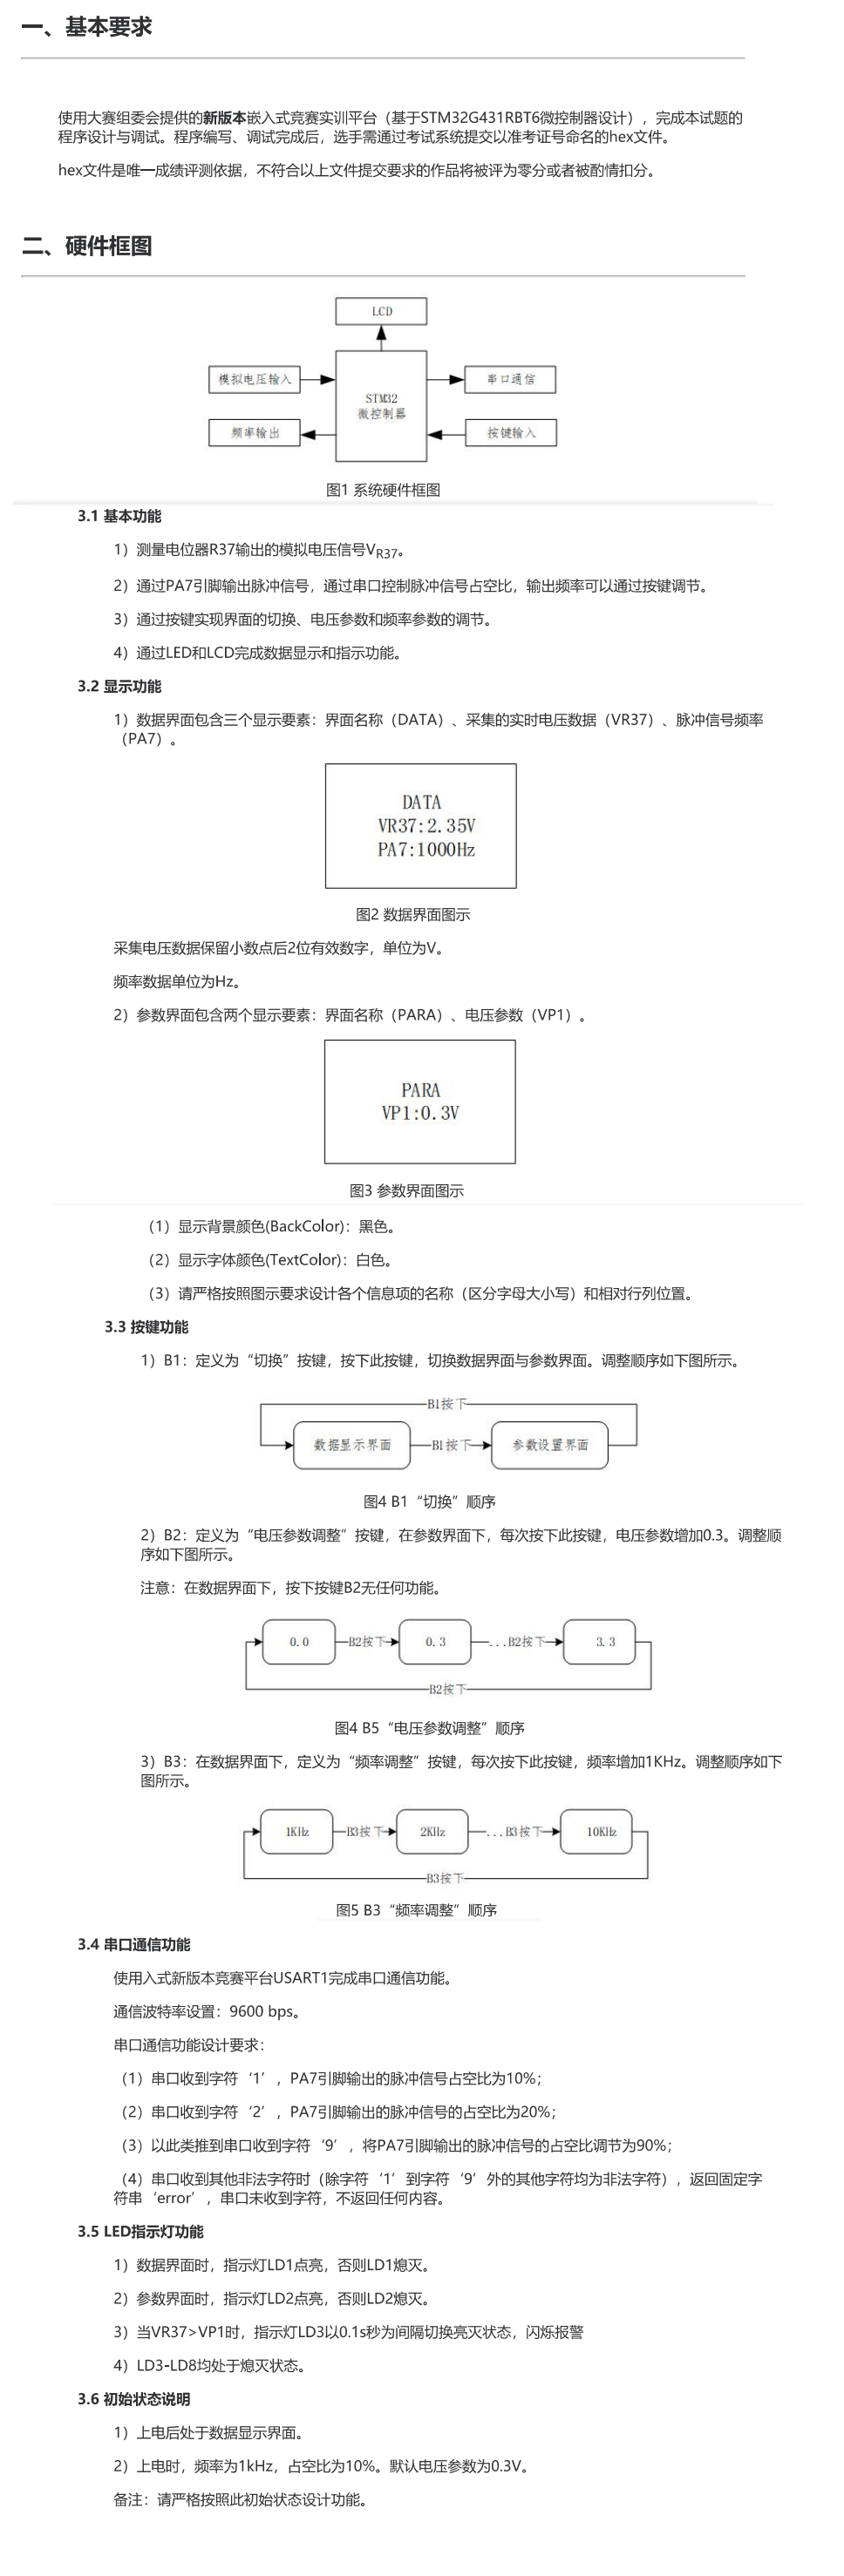 一、基本要求
使用大赛组委会提供的新版本嵌入式竞赛实训平台（基于STM32G431RBT6微控制器设计），完成本试题的
程序设计与调试。程序编写、调试完成后，选手需通过考试系统提交以准考证号命名的hex文件。
hex文件是唯一成绩评测依据，不符合以上文件提交要求的作品将被评为零分或者被酌情扣分。
二、硬件框图
LCD
模拟电压输入
STM32
微控制器
串口通信
频率输出
按键输入
图1 系统硬件框图
3.1 基本功能
1）测量电位器R37输出的模拟电压信号VR37。
2）通过PA7引脚输出脉冲信号，通过串口控制脉冲信号占空比，输出频率可以通过按键调节。
3）通过按键实现界面的切换、电压参数和频率参数的调节。
4）通过LED和LCD完成数据显示和指示功能。
3.2 显示功能
1）数据界面包含三个显示要素：界面名称（DATA）、采集的实时电压数据（VR37）、脉冲信号频率
（PA7）。
DATA
VR37:2.35V
PA7:1000Hz
图2 数据界面图示
采集电压数据保留小数点后2位有效数字，单位为V。
频率数据单位为Hz。
2）参数界面包含两个显示要素：界面名称（PARA）、电压参数（VP1）。
PARA
VP1:0.3V
图3 参数界面图示
（1）显示背景颜色(BackColor)：黑色。
（2）显示字体颜色(TextColor)：白色。
（3）请严格按照图示要求设计各个信息项的名称（区分字母大小写）和相对行列位置。
3.3 按键功能
1）B1：定义为“切换”按键，按下此按键，切换数据界面与参数界面。调整顺序如下图所示。
B1按下
数据显示界面
B1按下
参数设置界面
图4 B1“切换”顺序
2）B2：定义为“电压参数调整”按键，在参数界面下，每次按下此按键，电压参数增加0.3。调整顺
序如下图所示。
注意：在数据界面下，按下按键B2无任何功能。
0.0
B2按下
0.3
...B2按下
3.3
B2按下
图4 B5“电压参数调整”顺序
3）B3：在数据界面下，定义为“频率调整”按键，每次按下此按键，频率增加1KHz。调整顺序如下
图所示。
1KHz
B3按下
2KHz
...B3按下
10KHz
B3按下
图5 B3“频率调整”顺序
3.4 串口通信功能
使用入式新版本竞赛平台USART1完成串口通信功能。
通信波特率设置：9600 bps。
串口通信功能设计要求：
（1）串口收到字符‘1’，PA7引脚输出的脉冲信号占空比为10%；
（2）串口收到字符‘2’，PA7引脚输出的脉冲信号的占空比为20%；
（3）以此类推到串口收到字符‘9’，将PA7引脚输出的脉冲信号的占空比调节为90%；
（4）串口收到其他非法字符时（除字符‘1’到字符‘9’外的其他字符均为非法字符），返回固定字
符串‘error’，串口未收到字符，不返回任何内容。
3.5 LED指示灯功能
1）数据界面时，指示灯LD1点亮，否则LD1熄灭。
2）参数界面时，指示灯LD2点亮，否则LD2熄灭。
3）当VR37>VP1时，指示灯LD3以0.1s秒为间隔切换亮灭状态，闪烁报警
4）LD3-LD8均处于熄灭状态。
3.6 初始状态说明
1）上电后处于数据显示界面。
2）上电时，频率为1kHz，占空比为10%。默认电压参数为0.3V。
备注：请严格按照此初始状态设计功能。